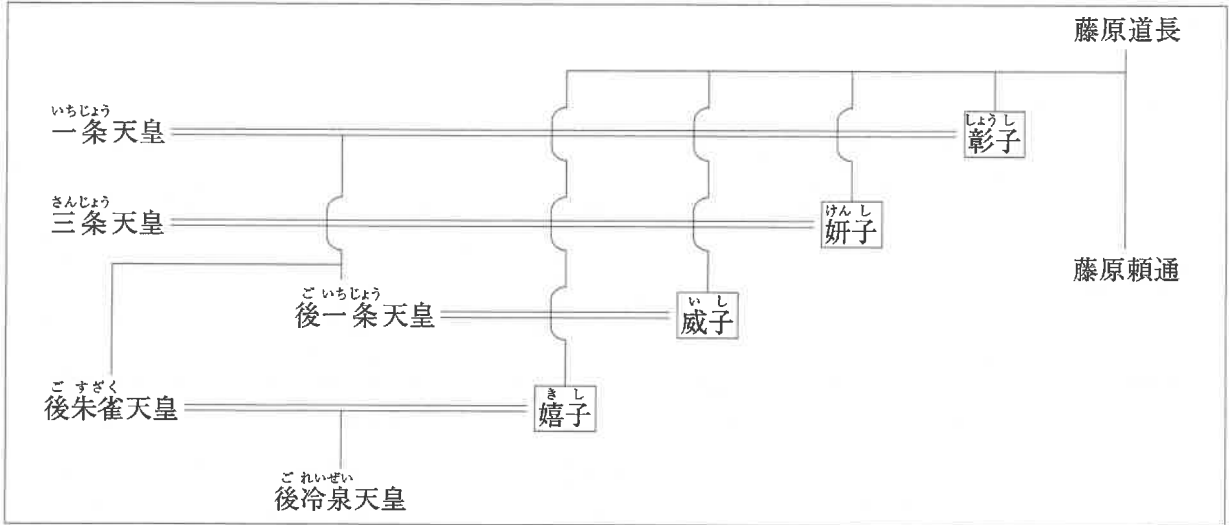 藤原道長
いちじょう
一条天皇
しょうし
彰子
さんじょう
三条天皇
けんし
妍子
藤原頼通
ごいちじょう
後一条天皇
いし
威子
ごすざく
後朱雀天皇
きし
嬉子
ごれいぜい
後冷泉天皇